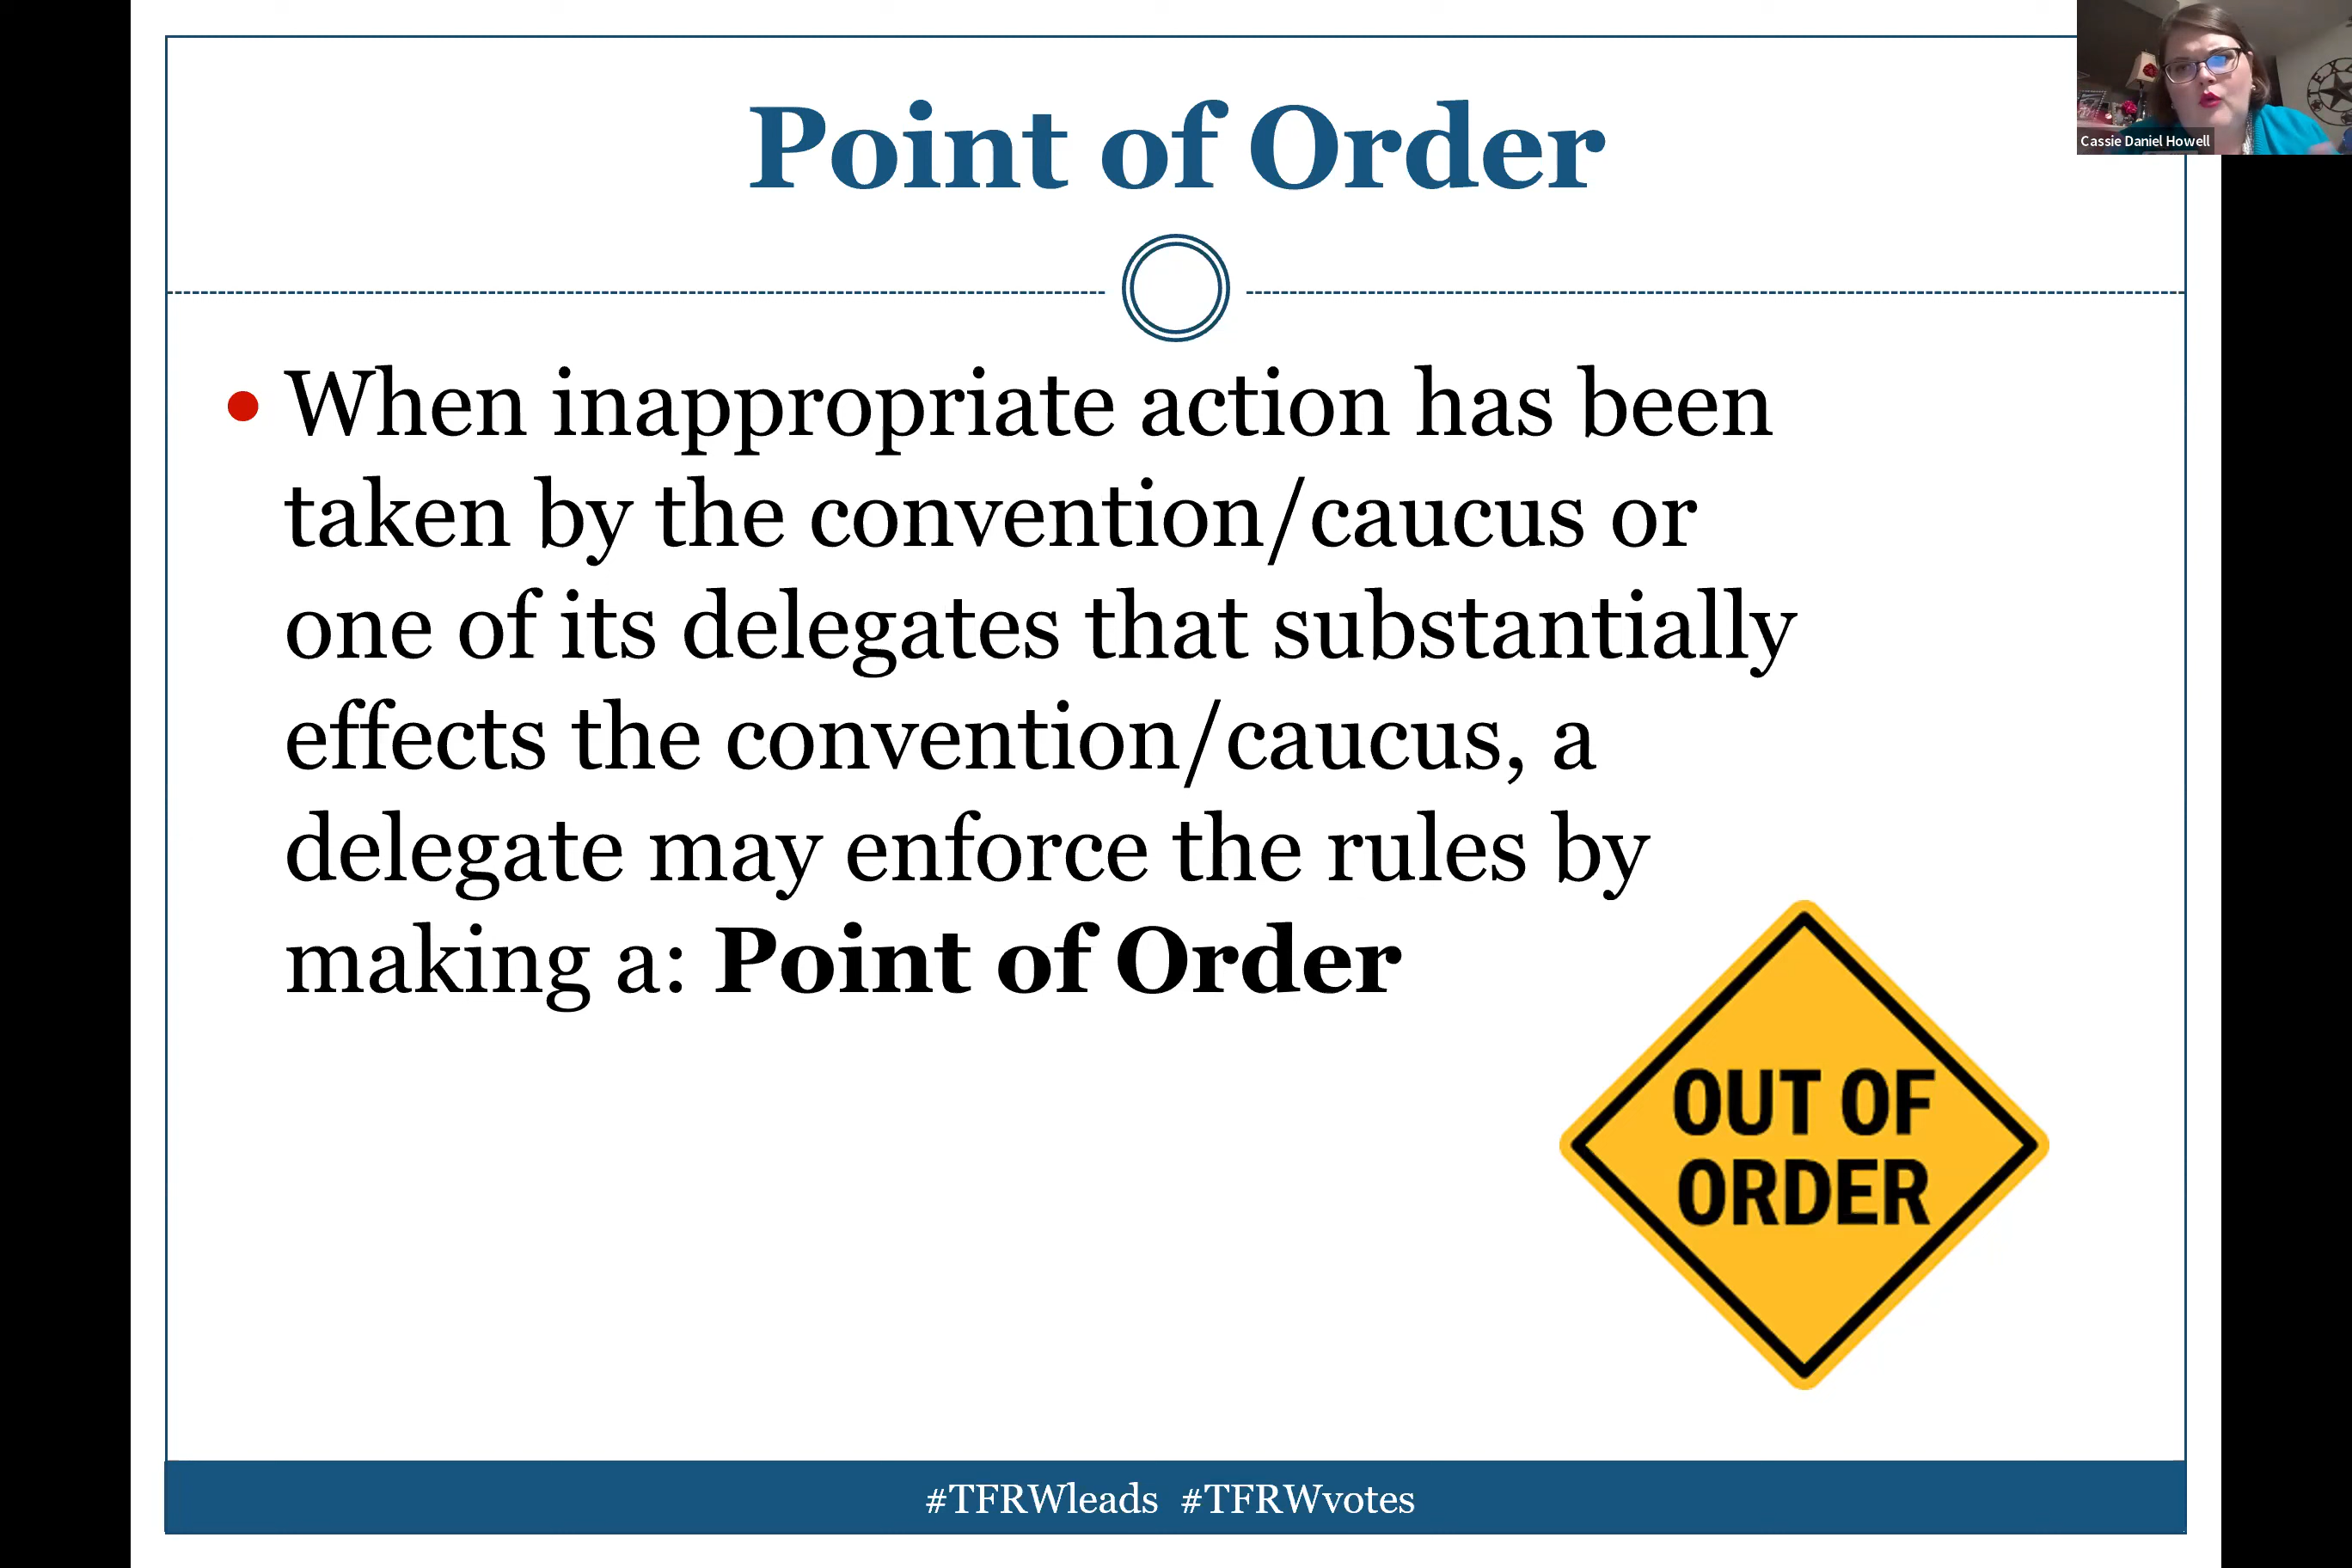 Point of Order
Cassie Daniel Howell
• When inappropriate action has been
taken by the convention/caucus or
one of its delegates that substantially
effects the convention/caucus, a
delegate may enforce the rules by
making a: Point of Order
OUT OF
ORDER
#TFRWleads #TFRWvotes